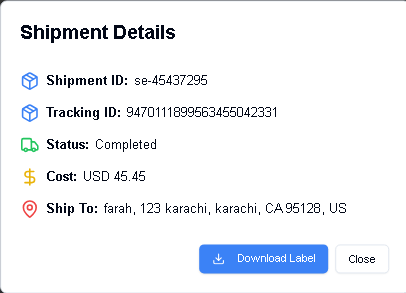 Shipment Details
Shipment ID: se-45437295
Tracking ID: 9470111899563455042331
Status: Completed
Cost: USD 45.45
Ship To: farah, 123 karachi, karachi, CA 95128, US
Download Label
Close